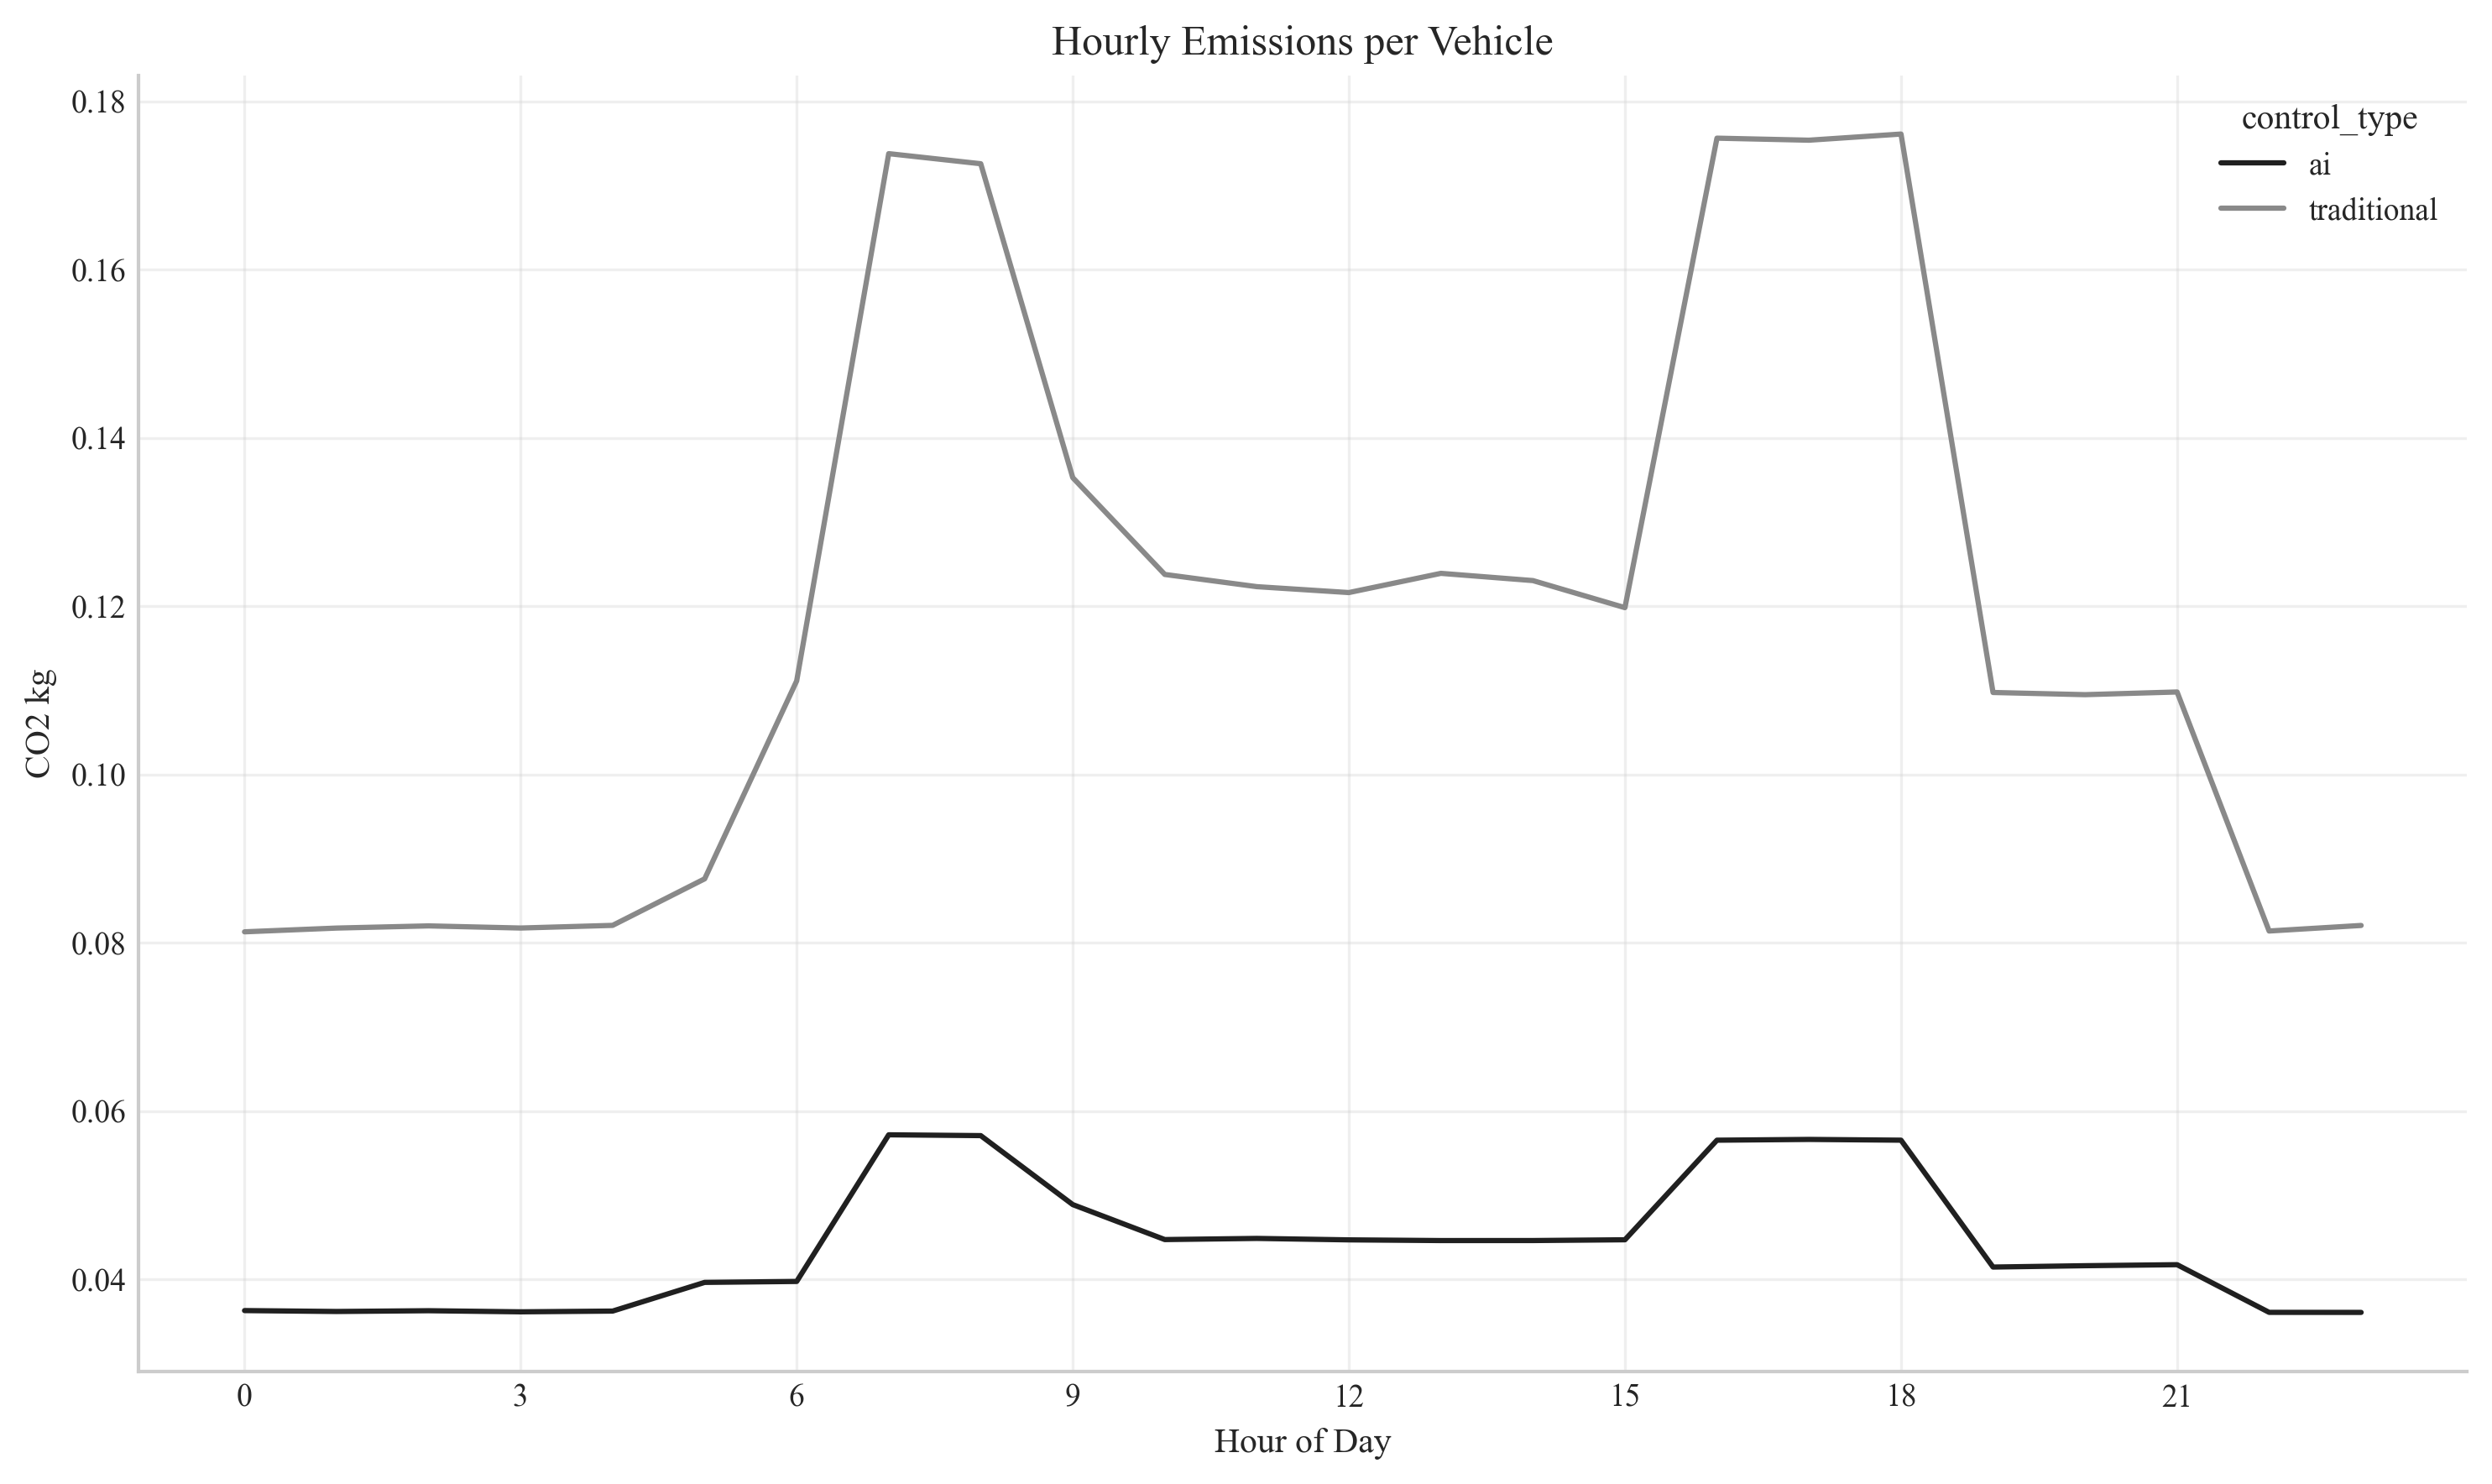 Hourly Emissions per Vehicle
control_type
ai
traditional
CO2 kg
0.18
0.16
0.14
0.12
0.10
0.08
0.06
0.04
0 3 6 9 12 15 18 21
Hour of Day